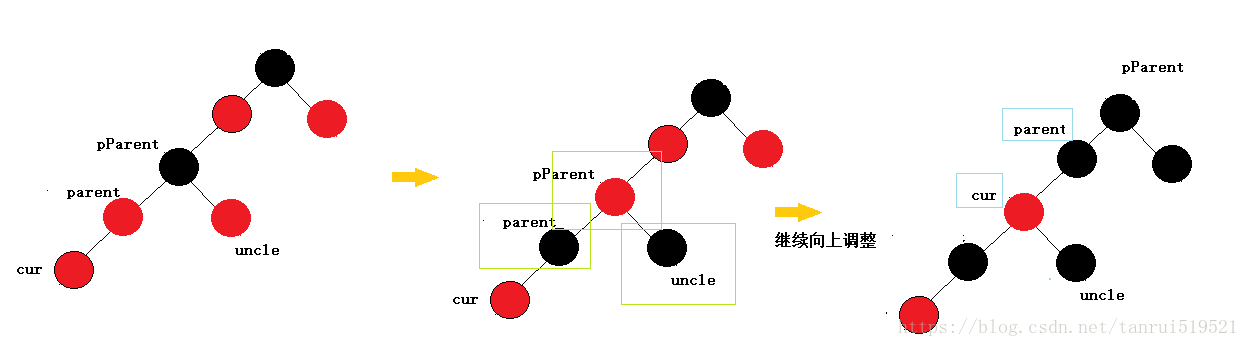 pParent
parent
uncle
cur
pParent
parent_
uncle
cur
继续向上调整
pParent
parent
cur
uncle
https://blog.csdn.net/tanrui519521